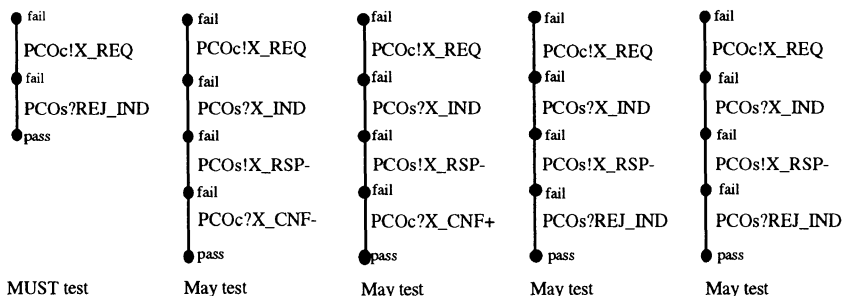 fail
PCOc!X_REQ
fail
PCOs?REJ_IND
pass
MUST test
fail
PCOc!X_REQ
fail
PCOs?X_IND
fail
PCOs!X_RSP-
fail
PCOc?X_CNF-
pass
May test
fail
PCOc!X_REQ
fail
PCOs?X_IND
fail
PCOs!X_RSP-
fail
PCOc?X_CNF+
pass
May test
fail
PCOc!X_REQ
fail
PCOs?X_IND
fail
PCOs!X_RSP-
fail
PCOs?REJ_IND
pass
May test
fail
PCOc!X_REQ
fail
PCOs?X_IND
fail
PCOs!X_RSP-
fail
PCOs?REJ_IND
pass
May test